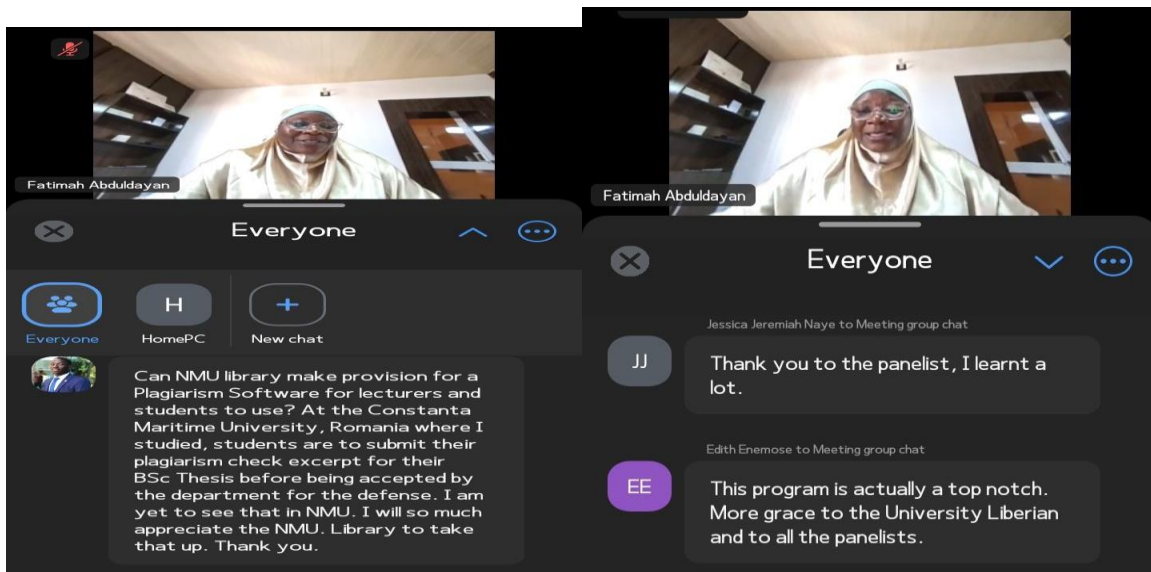 Fatimah Abduldayan
Everyone
Everyone
H
HomePC
+
New chat
Can NMU library make provision for a
Plagiarism Software for lecturers and
students to use? At the Constanta
Maritime University, Romania where I
studied, students are to submit their
plagiarism check excerpt for their
BSc Thesis before being accepted by
the department for the defense. I am
yet to see that in NMU. I will so much
appreciate the NMU. Library to take
that up. Thank you.
Fatimah Abduldayan
Everyone
Jessica Jeremiah Naye to Meeting group chat
JJ
Thank you to the panelist, I learnt a
lot.
Edith Enemose to Meeting group chat
EE
This program is actually a top notch.
More grace to the University Liberian
and to all the panelists.